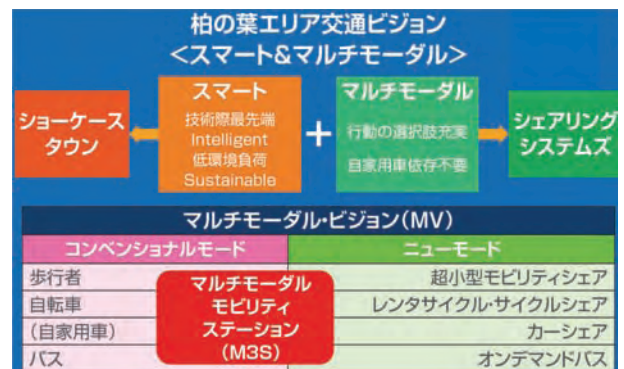 柏の葉エリア交通ビジョン
<スマート&マルチモーダル>
ショーケース
タウン
スマート
技術際最先端
Intelligent
低環境負荷
Sustainable
+
マルチモーダル
行動の選択肢充実
自家用車依存不要
シェアリング
システムズ
マルチモーダル・ビジョン(MV)
コンベンショナルモード
ニューモード
歩行者
自転車
(自家用車)
バス
マルチモーダル
モビリティ
ステーション
(M3S)
超小型モビリティシェア
レンタサイクル・サイクルシェア
カーシェア
オンデマンドバス